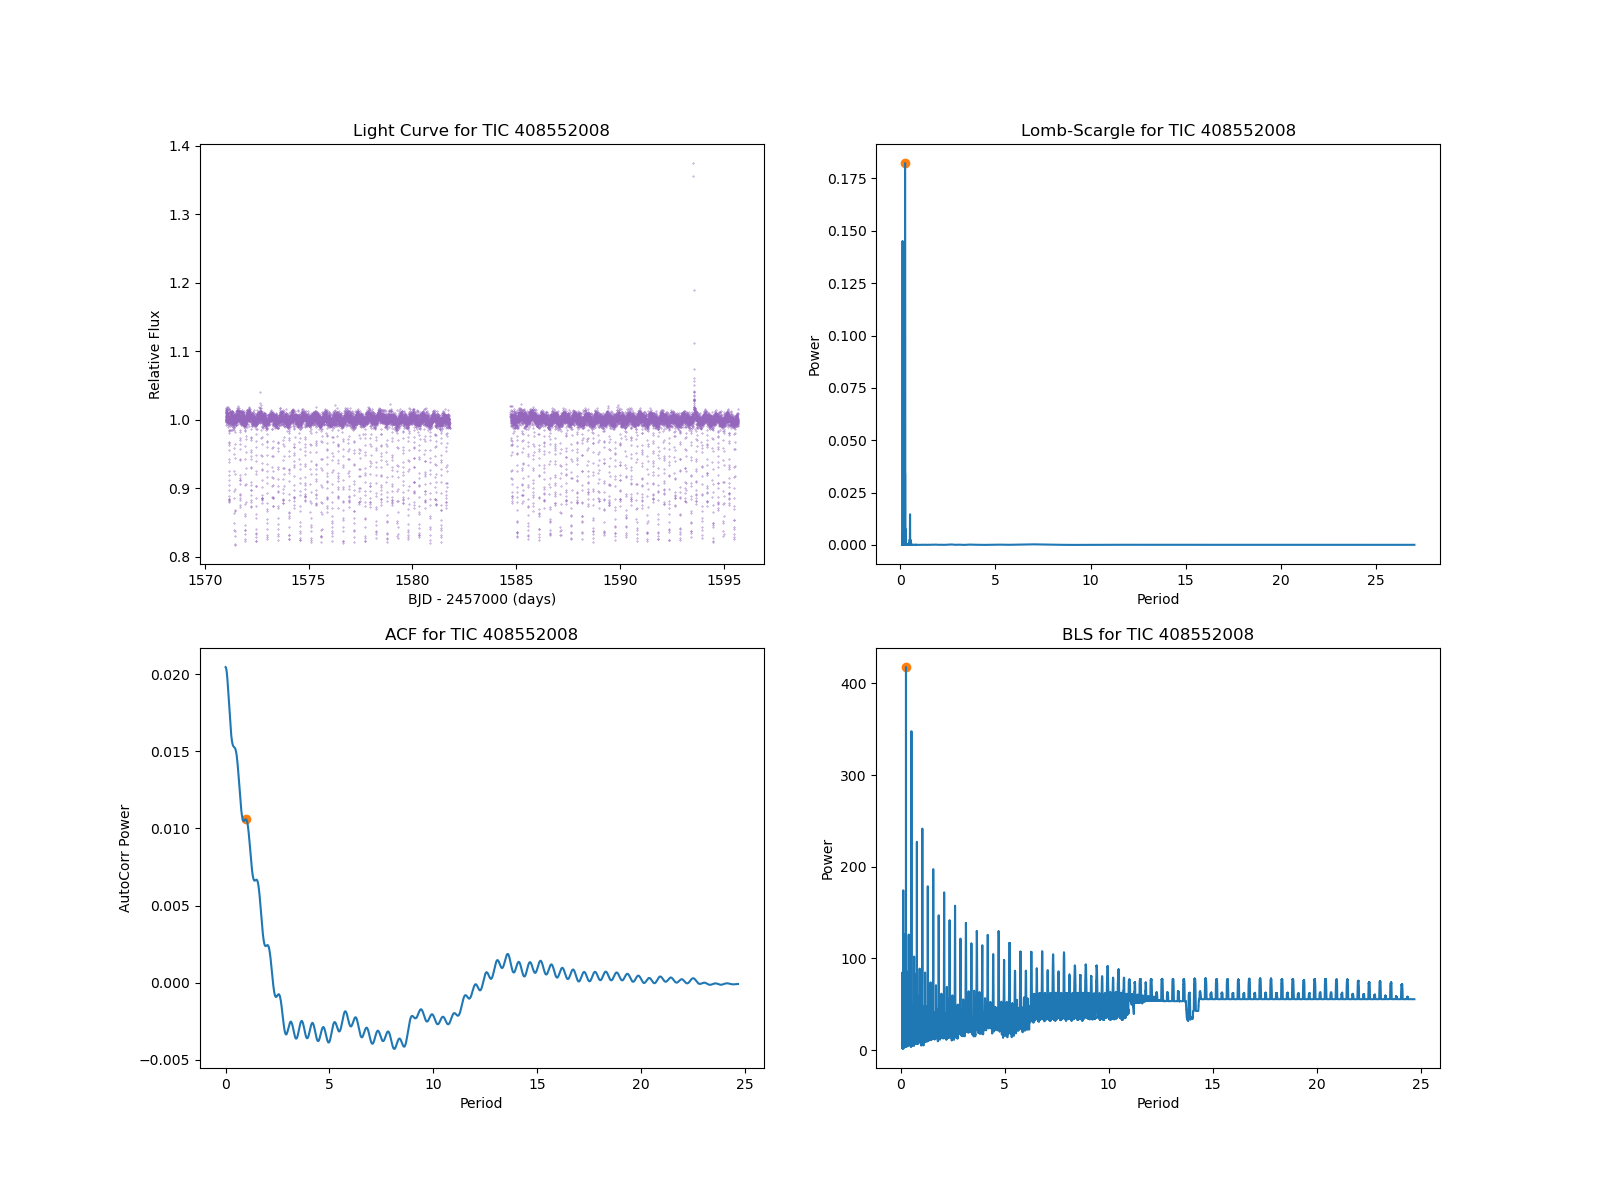 Light Curve for TIC 408552008
1.4
1.3
1.2
1.1
1.0
0.9
0.8
Relative Flux
1570 1575 1580 1585 1590 1595
BJD - 2457000 (days)
Lomb-Scargle for TIC 408552008
0.175
0.150
0.125
0.100
0.075
0.050
0.025
0.000
Power
0 5 10 15 20 25
Period
ACF for TIC 408552008
0.020
0.015
0.010
0.005
0.000
−0.005
AutoCorr Power
0 5 10 15 20 25
Period
BLS for TIC 408552008
400
300
200
100
0
Power
0 5 10 15 20 25
Period